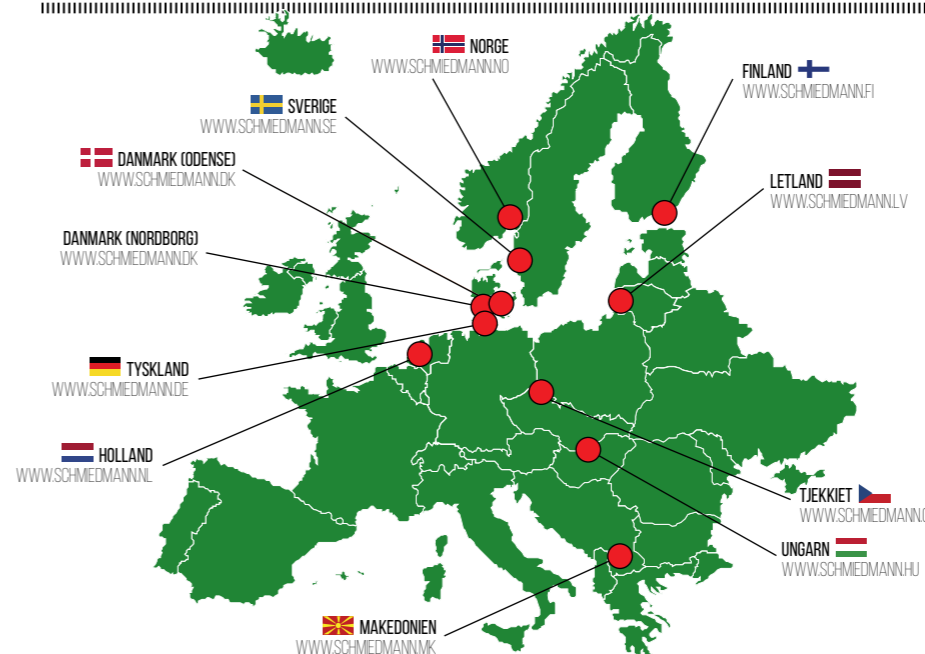 NORGE
WWW.SCHMIEDMANN.NO
FINLAND
WWW.SCHMIEDMANN.FI
SVERIGE
WWW.SCHMIEDMANN.SE
DANMARK (ODENSE)
WWW.SCHMIEDMANN.DK
LETLAND
WWW.SCHMIEDMANN.LV
DANMARK (NORDBORG)
WWW.SCHMIEDMANN.DK
TYSKLAND
WWW.SCHMIEDMANN.DE
HOLLAND
WWW.SCHMIEDMANN.NL
TJEKKIET
UNGARN
WWW.SCHMIEDMANN.HU
MAKEDONIEN
WWW.SCHMIEDMANN.MK